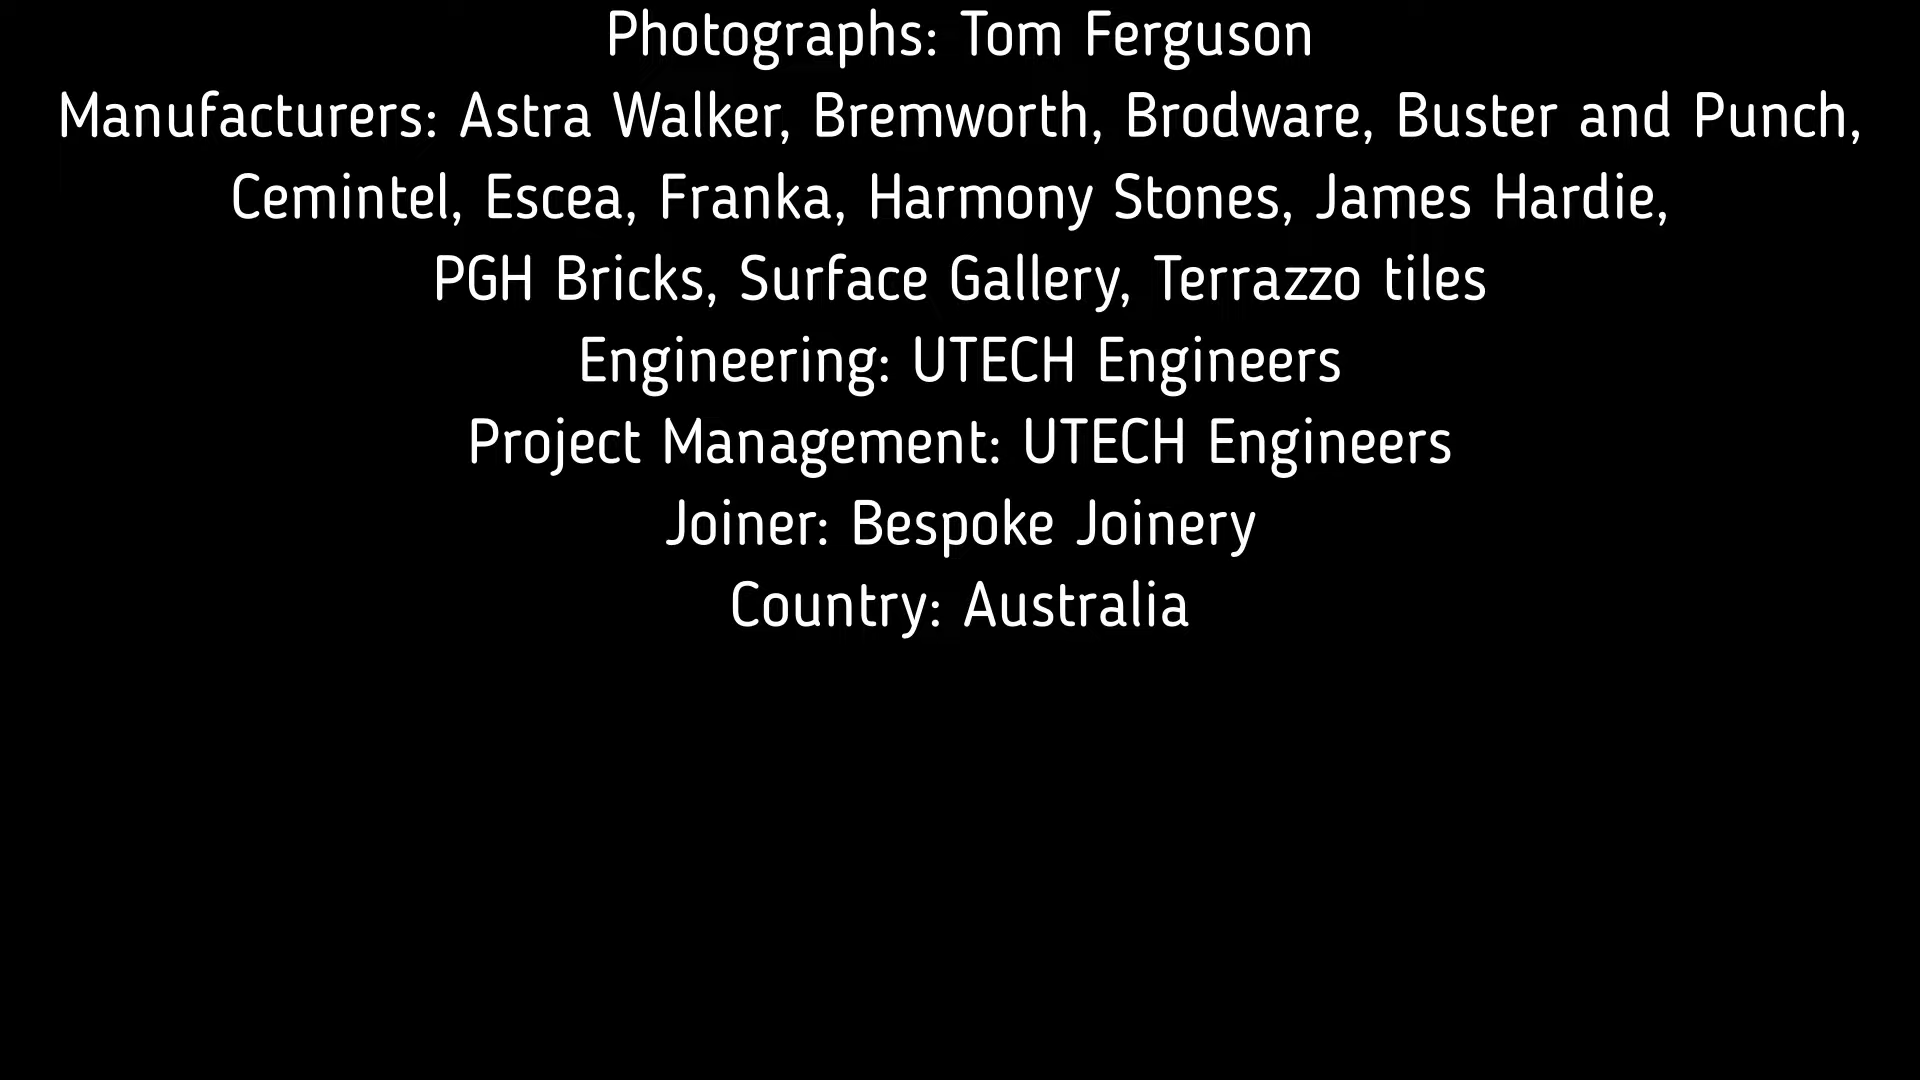 Photographs: Tom Ferguson
Manufacturers: Astra Walker, Bremworth, Brodware, Buster and Punch,
Cemintel, Escea, Franka, Harmony Stones, James Hardie,
PGH Bricks, Surface Gallery, Terrazzo tiles
Engineering: UTECH Engineers
Project Management: UTECH Engineers
Joiner: Bespoke Joinery
Country: Australia